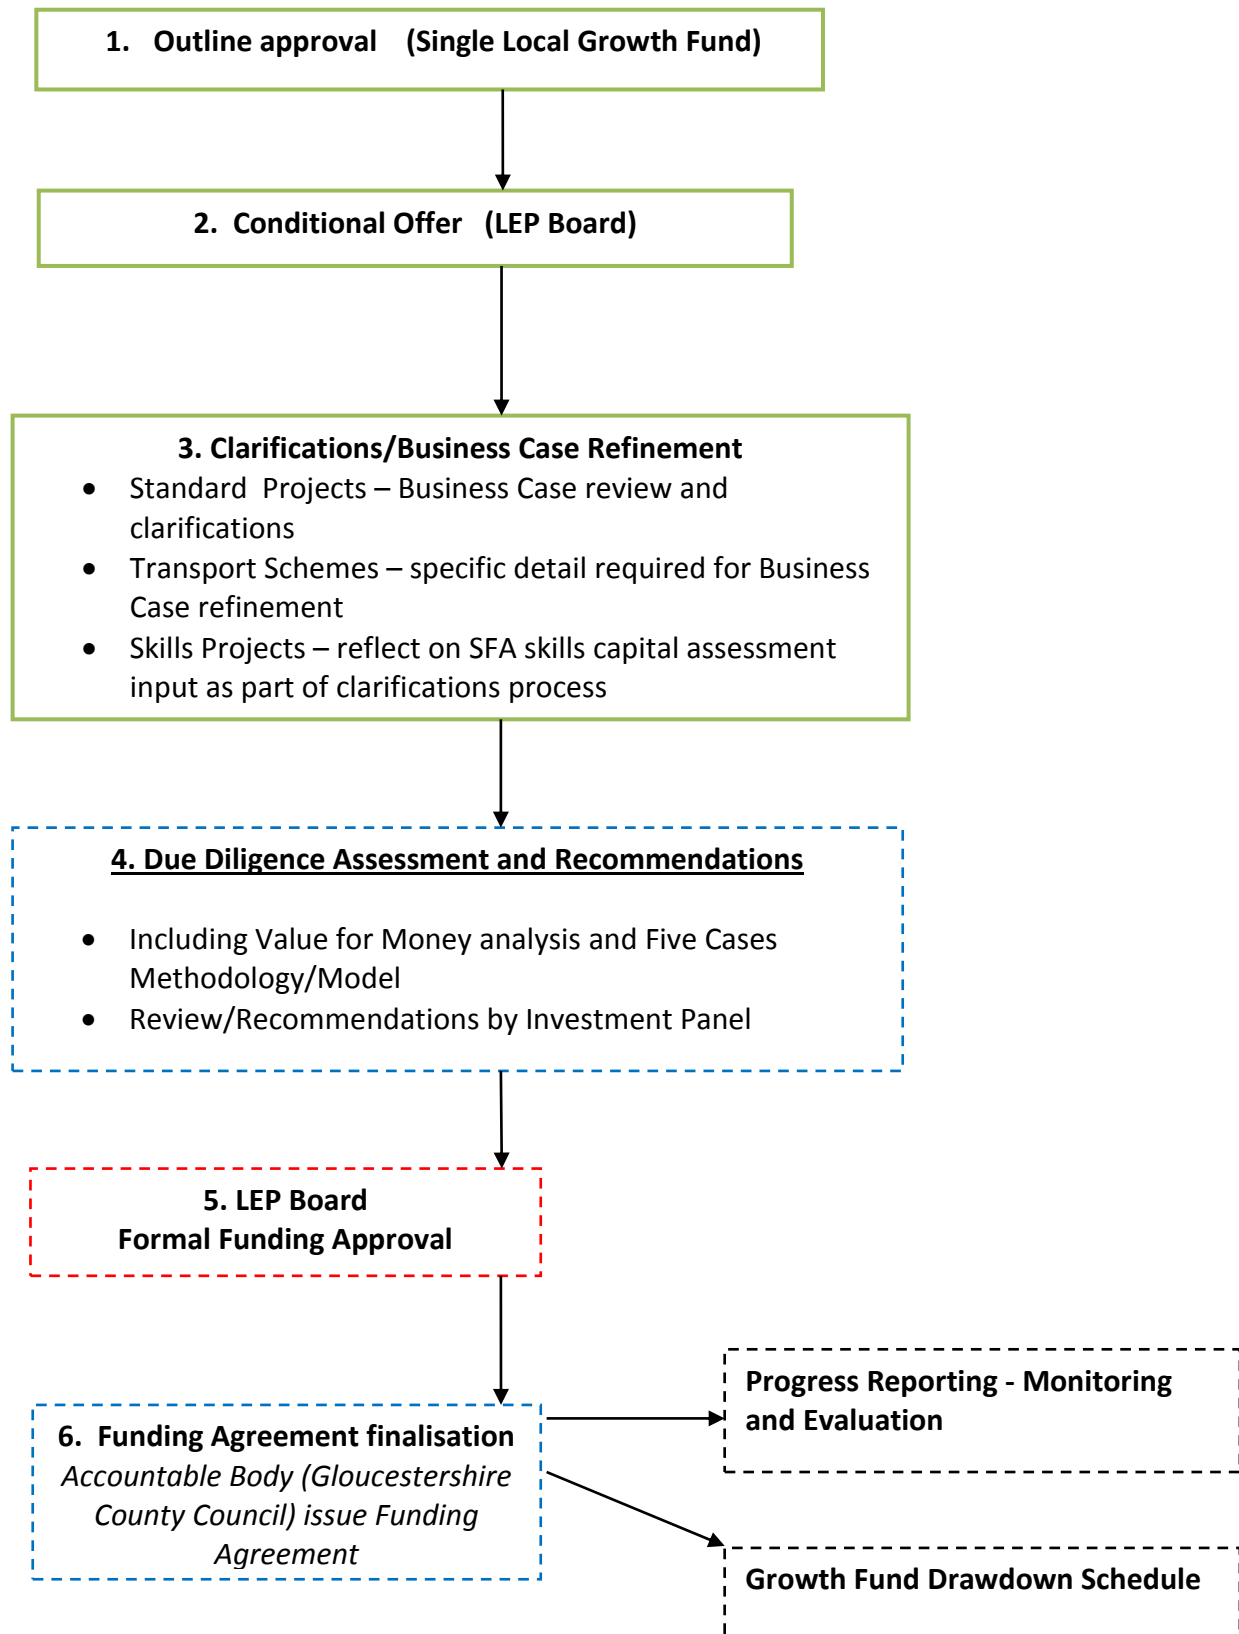 1. Outline approval (Single Local Growth Fund)
2. Conditional Offer (LEP Board)
3. Clarifications/Business Case Refinement
• Standard Projects – Business Case review and
clarifications
• Transport Schemes – specific detail required for Business
Case refinement
• Skills Projects – reflect on SFA skills capital assessment
input as part of clarifications process
4. Due Diligence Assessment and Recommendations
• Including Value for Money analysis and Five Cases
Methodology/Model
• Review/Recommendations by Investment Panel
5. LEP Board
Formal Funding Approval
6. Funding Agreement finalisation
Accountable Body (Gloucestershire
County Council) issue Funding
Agreement
Progress Reporting - Monitoring
and Evaluation
Growth Fund Drawdown Schedule